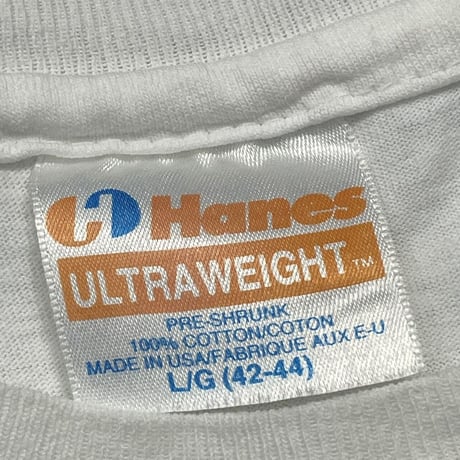 Hanes
ULTRAWEIGHT™
PRE-SHRUNK
100% COTTON/COTON
MADE IN USA/FABRIQUE AUX E-U
L/G (42-44)